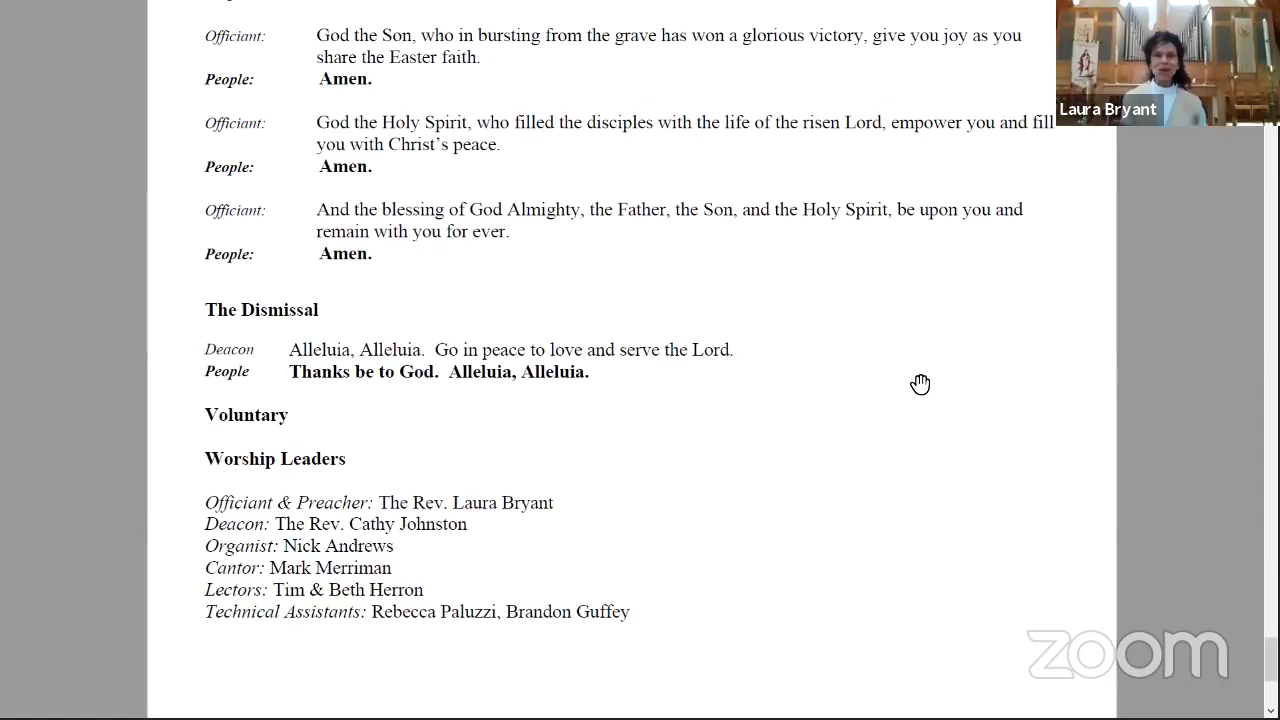 Officiant: God the Son, who in bursting from the grave has won a glorious victory, give you joy as you
share the Easter faith.
People: Amen.
Officiant: God the Holy Spirit, who filled the disciples with the life of the risen Lord, empower you and fill
you with Christ’s peace.
People: Amen.
Officiant: And the blessing of God Almighty, the Father, the Son, and the Holy Spirit, be upon you and
remain with you for ever.
People: Amen.
The Dismissal
Deacon Alleluia, Alleluia. Go in peace to love and serve the Lord.
People Thanks be to God. Alleluia, Alleluia.
Voluntary
Worship Leaders
Officiant & Preacher: The Rev. Laura Bryant
Deacon: The Rev. Cathy Johnston
Organist: Nick Andrews
Cantor: Mark Merriman
Lectors: Tim & Beth Herron
Technical Assistants: Rebecca Paluzzi, Brandon Guffey
Laura Bryant
zoom